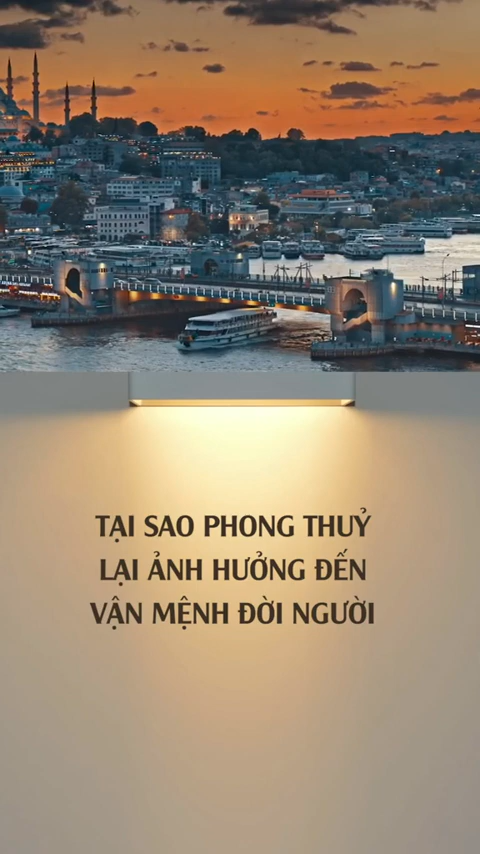 TẠI SAO PHONG THUỶ
LẠI ẢNH HƯỞNG ĐẾN
VẬN MỆNH ĐỜI NGƯỜI